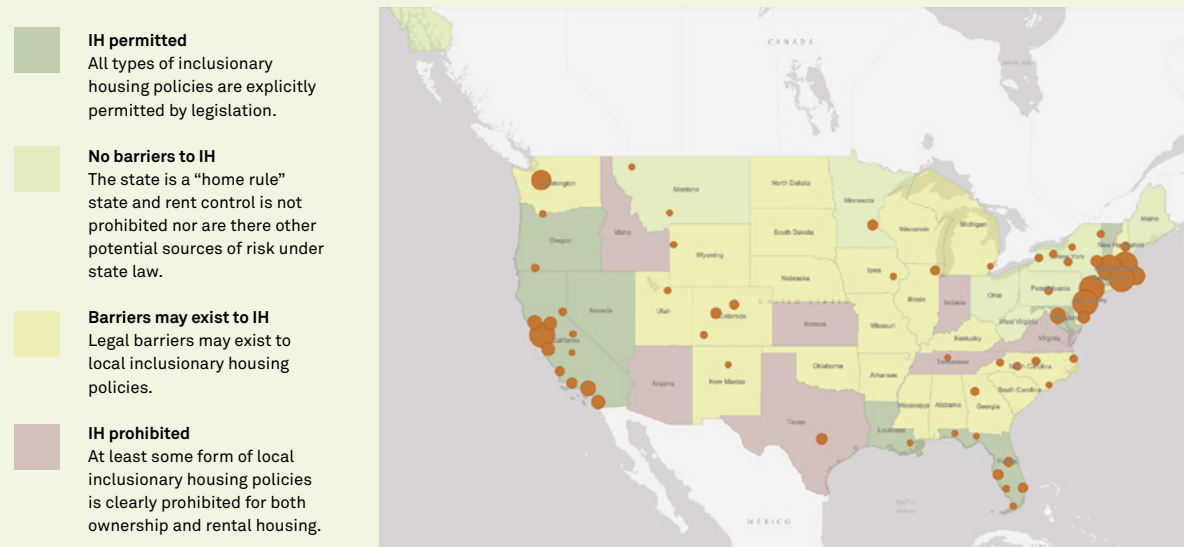 IH permitted
All types of inclusionary
housing policies are explicitly
permitted by legislation.
No barriers to IH
The state is a “home rule”
state and rent control is not
prohibited nor are there other
potential sources of risk under
state law.
Barriers may exist to IH
Legal barriers may exist to
local inclusionary housing
policies.
IH prohibited
At least some form of local
inclusionary housing policies
is clearly prohibited for both
ownership and rental housing.
CANADA
Montana
North Dakota
Minnesota
Maine
Oregon
Idaho
South Dakota
Wisconsin
Michigan
New Hampshire
New York
Wyoming
Iowa
Nebraska
Nevada
Utah
UNITED STATES
Colorado
Illinois
Indiana
Ohio
Pennsylvania
California
Kansas
Missouri
West Virginia
Virginia
Kentucky
Arizona
New Mexico
Oklahoma
Arkansas
Tennessee
North Carolina
South Carolina
Texas
Louisiana
Mississippi
Alabama
Georgia
MÉXICO